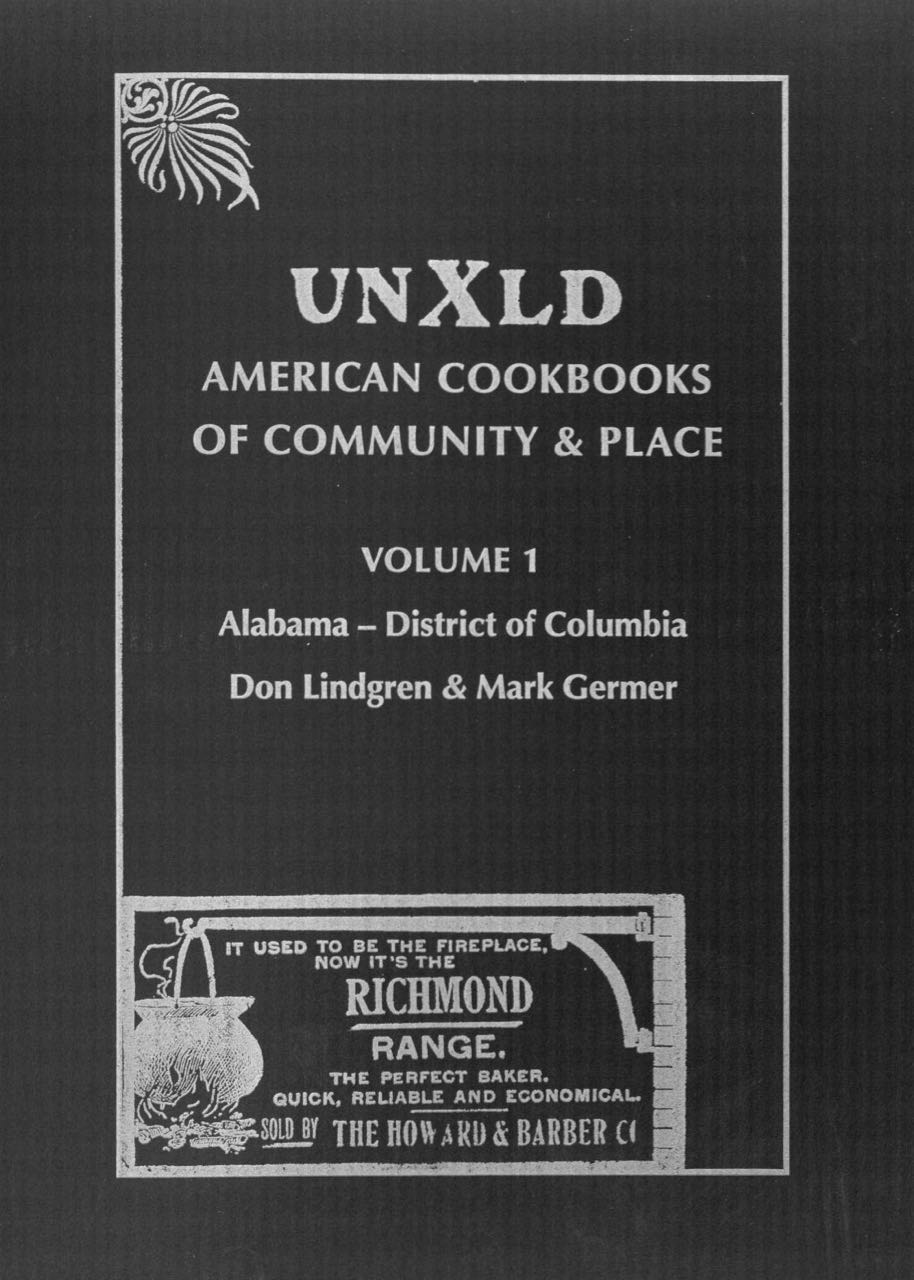 UNXLD
AMERICAN COOKBOOKS
OF COMMUNITY & PLACE
VOLUME 1
Alabama – District of Columbia
Don Lindgren & Mark Germer
IT USED TO BE THE FIREPLACE,
NOW IT'S THE
RICHMOND
RANGE.
THE PERFECT BAKER.
QUICK, RELIABLE AND ECONOMICAL.
SOLD BY THE HOWARD & BARBER CO